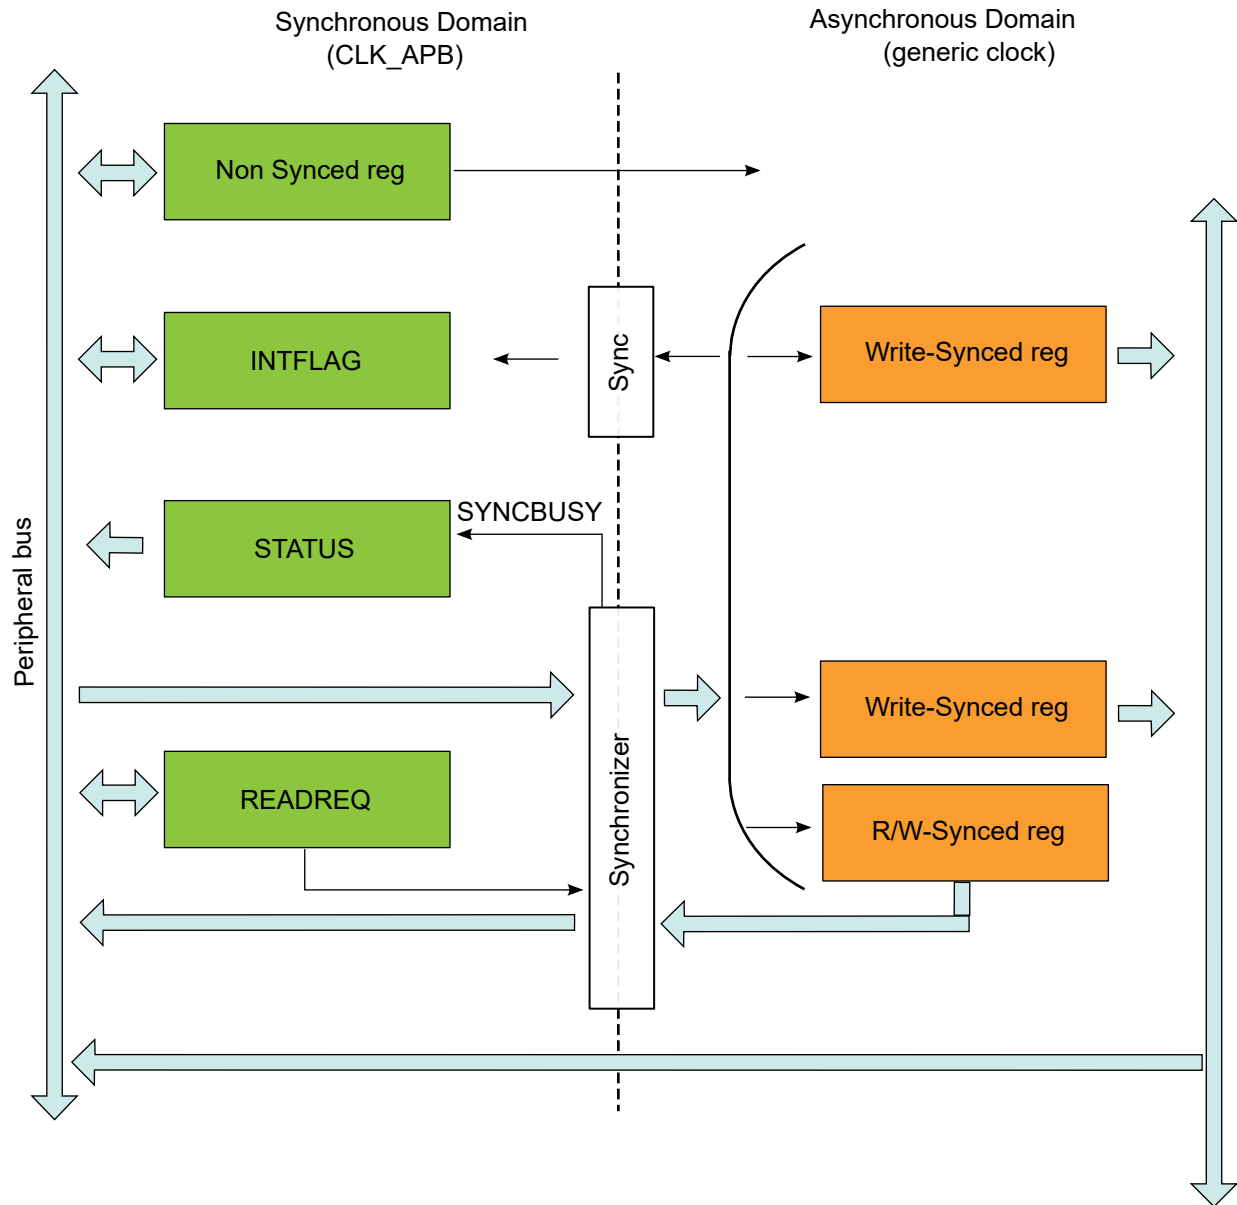 Synchronous Domain
(CLK_APB)
Asynchronous Domain
(generic clock)
Non Synced reg
INTFLAG
Sync
Write-Synced reg
SYNCBUSY
STATUS
Peripheral bus
Write-Synced reg
Synchronizer
READREQ
R/W-Synced reg